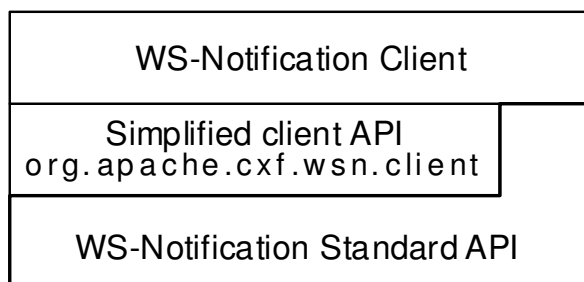 WS-Notification Client
Simplified client API
org.apache.cxf.wsn.client
WS-Notification Standard API